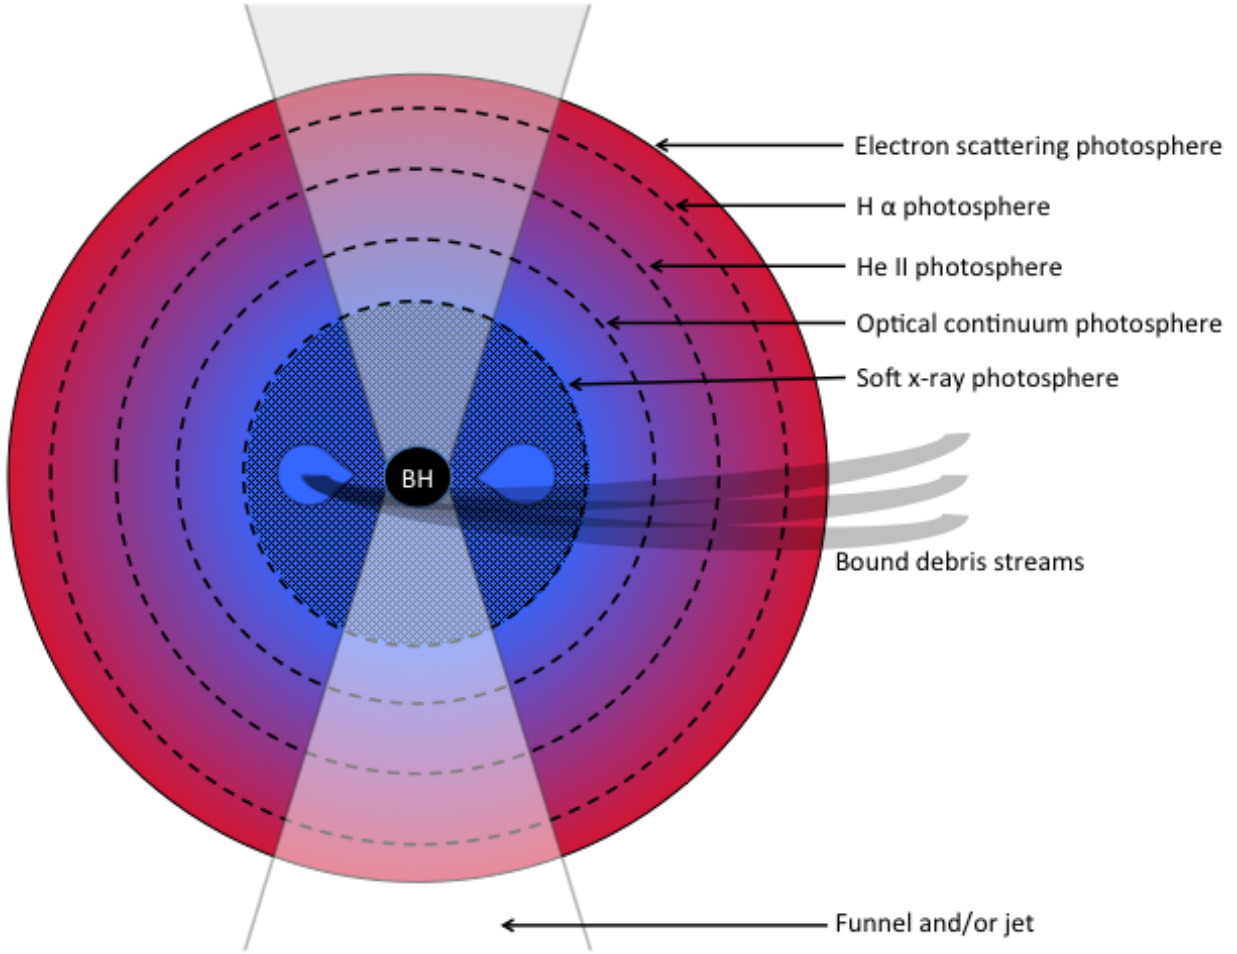 Electron scattering photosphere
H α photosphere
He II photosphere
Optical continuum photosphere
Soft x-ray photosphere
BH
Bound debris streams
Funnel and/or jet